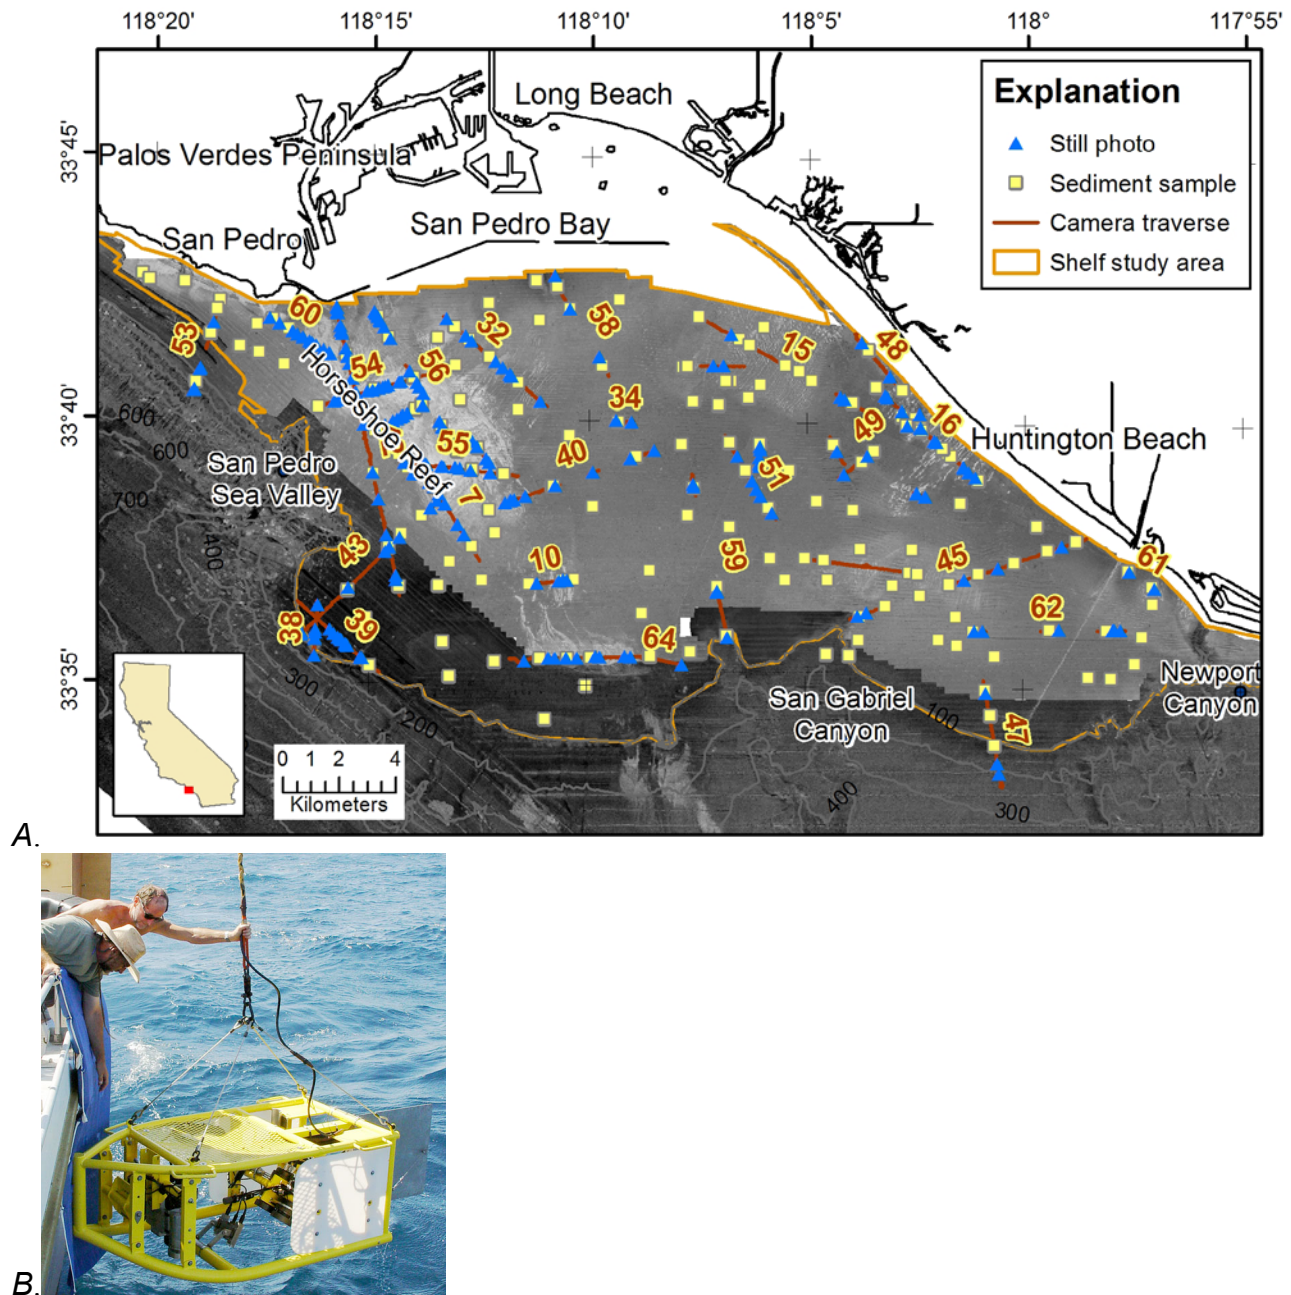 118°20' 118°15' 118°10' 118°5' 118° 117°55'
33°45'
33°40'
33°35'
Long Beach
Palos Verdes Peninsula
San Pedro Bay
San Pedro
Explanation
Still photo
Sediment sample
Camera traverse
Shelf study area
60
53
54
56
32
58
34
15
48
49
16
Horseshoe Reef
55
7
40
51
Huntington Beach
600
600
700
400
San Pedro
Sea Valley
43
10
59
45
61
38
39
64
62
300
200
San Gabriel
Canyon
100
47
Newport
Canyon
400
300
0 1 2 4
Kilometers
A.
B.